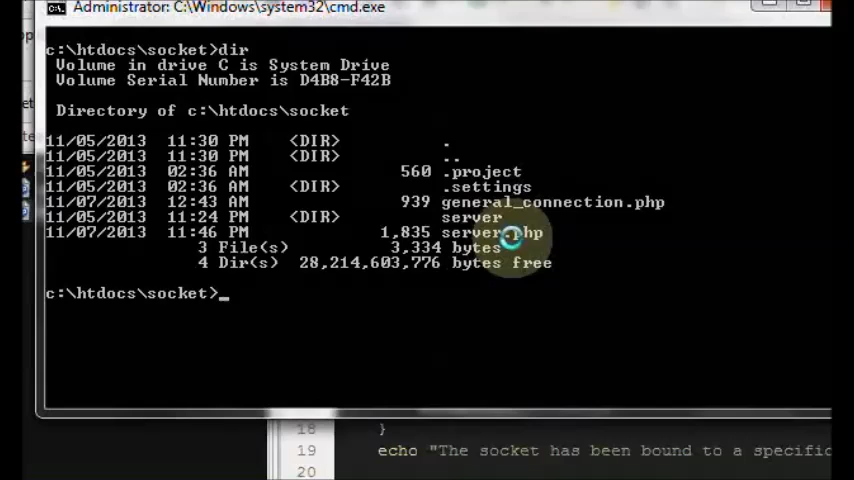 Administrator: C:\Windows\system32\cmd.exe
c:\htdocs\socket>dir
Volume in drive C is System Drive
Volume Serial Number is D4B8-F42B
Directory of c:\htdocs\socket
11/05/2013 11:30 PM <DIR> .
11/05/2013 11:30 PM <DIR> ..
11/05/2013 02:36 AM 560 .project
11/05/2013 02:36 AM <DIR> .settings
11/07/2013 12:43 AM 939 general_connection.php
11/05/2013 11:24 PM <DIR> server
11/07/2013 11:46 PM 1,835 server.php
3 File(s) 3,334 bytes
4 Dir(s) 28,214,603,776 bytes free
c:\htdocs\socket>_
18 }
19 echo "The socket has been bound to a specific
20